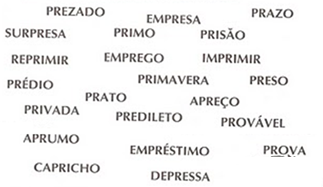 PREZADO
EMPRESA
PRAZO
SURPRESA
PRIMO
PRISÃO
REPRIMIR
EMPREGO
IMPRIMIR
PRÉDIO
PRIMAVERA
PRESO
PRATO
APREÇO
PRIVADA
PREDILETO
PROVÁVEL
APRUMO
EMPRÉSTIMO
PROVA
CAPRICHO
DEPRESSA